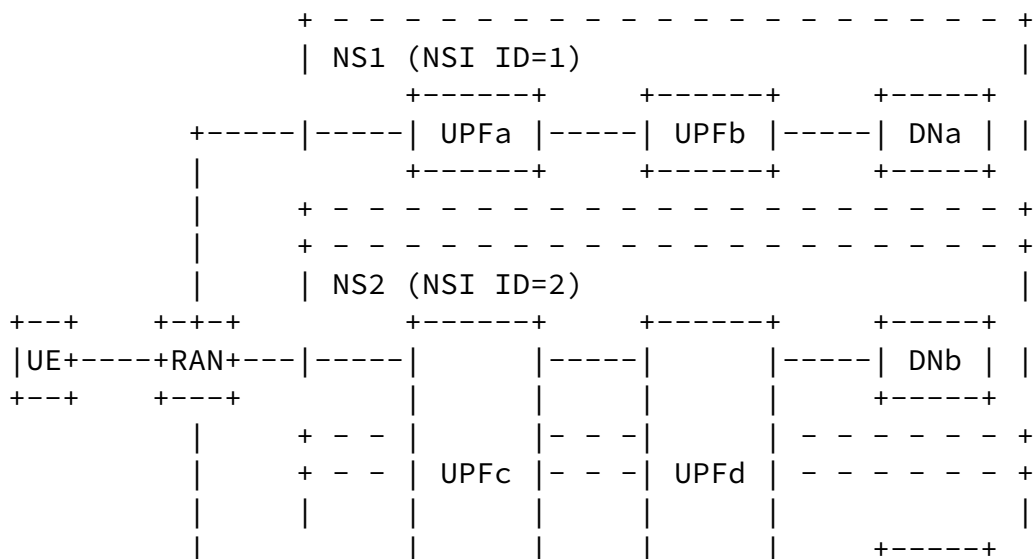 NS1 (NSI ID=1)
UPFa UPFb DNa
NS2 (NSI ID=2)
UE RAN DNb
UPFc UPFd